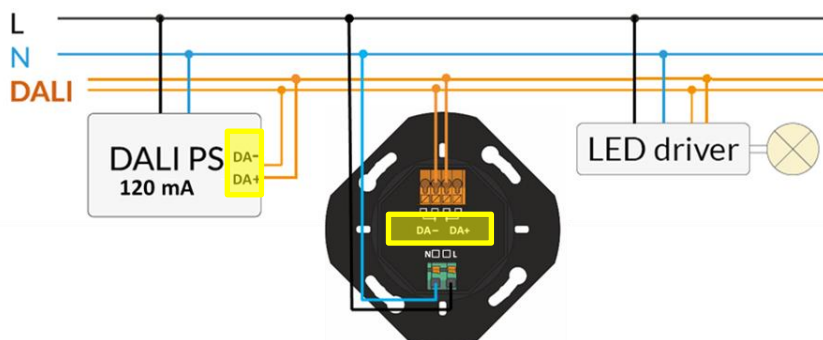 L
N
DALI
DALI PS
120 mA
DA-
DA+
DA- DA+
N L
LED driver